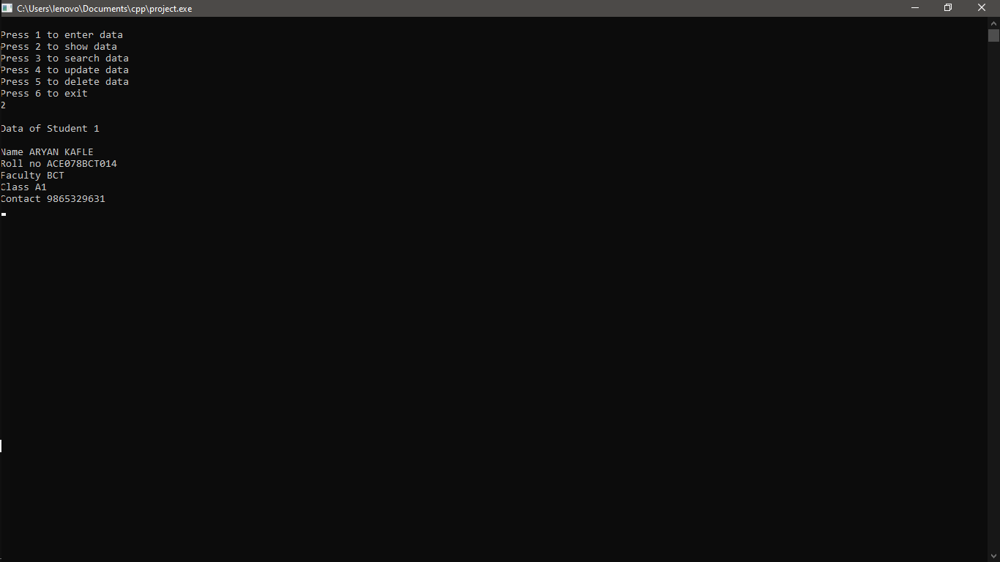 C:\Users\lenovo\Documents\cpp\project.exe
Press 1 to enter data
Press 2 to show data
Press 3 to search data
Press 4 to update data
Press 5 to delete data
Press 6 to exit
2
Data of Student 1
Name ARYAN KAFLE
Roll no ACE078BCT014
Faculty BCT
Class A1
Contact 9865329631